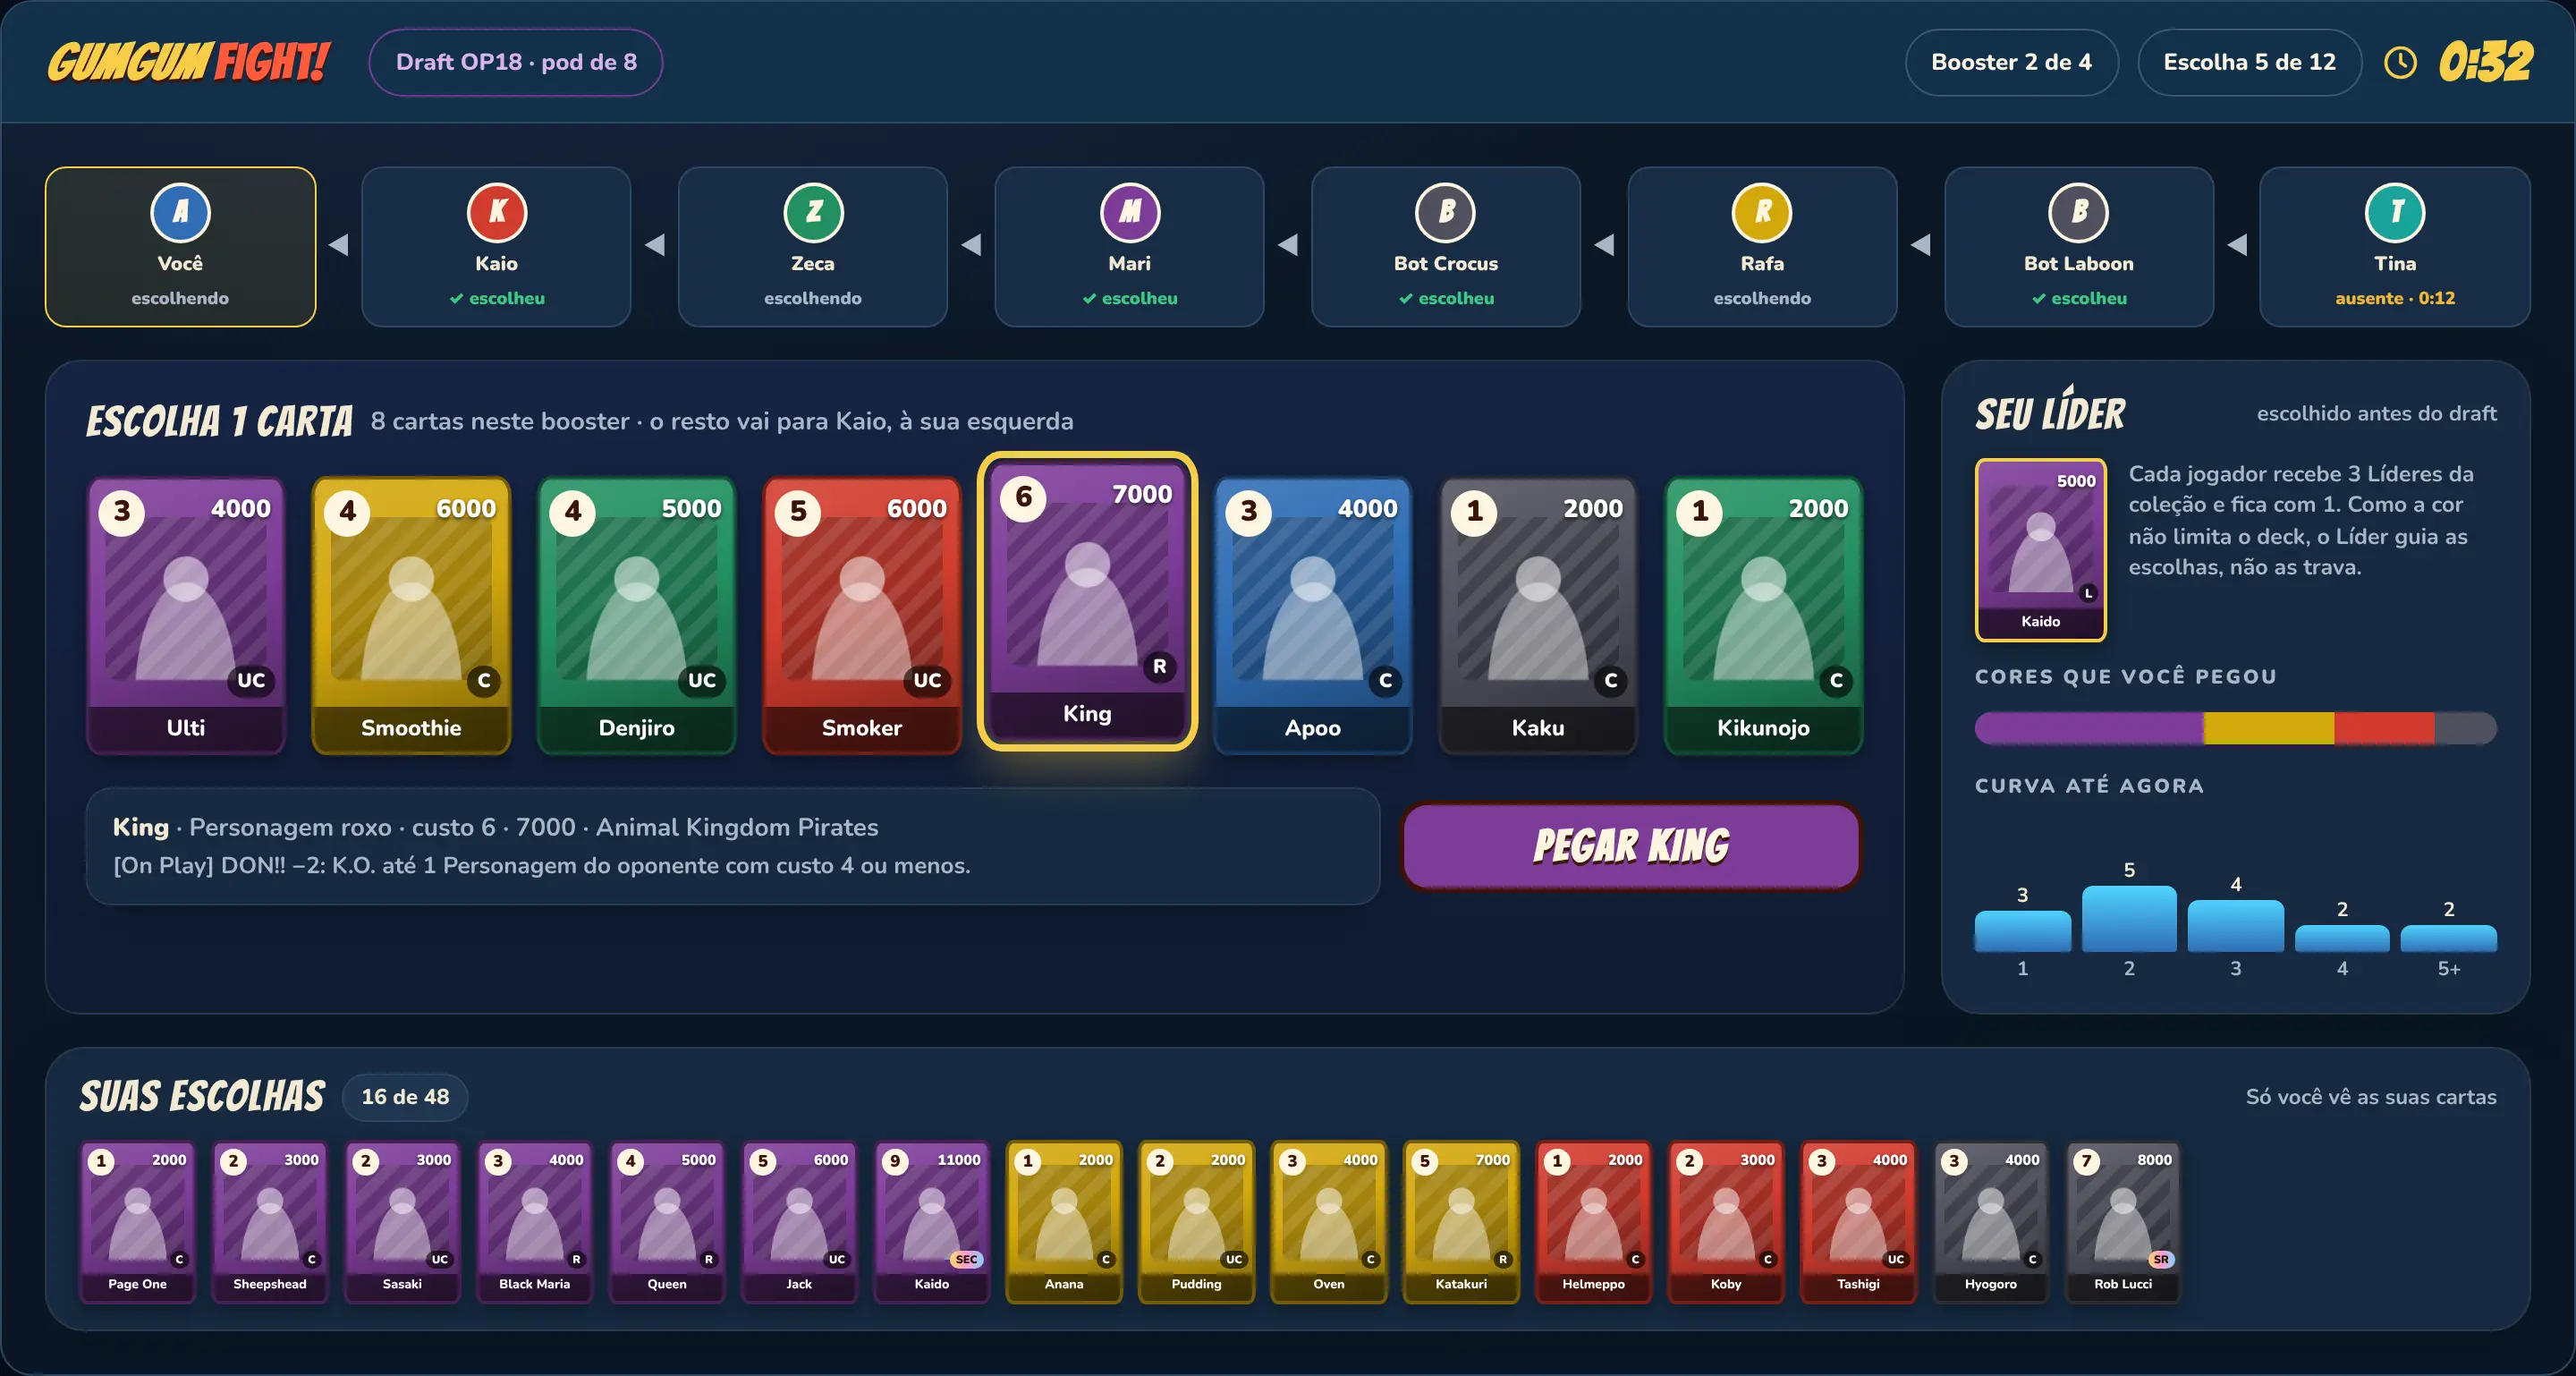 GUMGUM FIGHT!
Draft OP18 · pod de 8
Booster 2 de 4
Escolha 5 de 12
0:32
A
Você
escolhendo
K
Kaio
✓ escolheu
Z
Zeca
escolhendo
M
Mari
✓ escolheu
B
Bot Crocus
✓ escolheu
R
Rafa
escolhendo
B
Bot Laboon
✓ escolheu
T
Tina
ausente · 0:12
ESCOLHA 1 CARTA
8 cartas neste booster · o resto vai para Kaio, à sua esquerda
3 4000
UC
Ulti
4 6000
C
Smoothie
4 5000
UC
Denjiro
5 6000
UC
Smoker
6 7000
R
King
3 4000
C
Apoo
1 2000
C
Kaku
1 2000
C
Kikunojo
King · Personagem roxo · custo 6 · 7000 · Animal Kingdom Pirates
[On Play] DON!! −2: K.O. até 1 Personagem do oponente com custo 4 ou menos.
PEGAR KING
SEU LÍDER
escolhido antes do draft
5000
L
Kaido
Cada jogador recebe 3 Líderes da
coleção e fica com 1. Como a cor
não limita o deck, o Líder guia as
escolhas, não as trava.
CORES QUE VOCÊ PEGOU
CURVA ATÉ AGORA
3 5 4 2 2
1 2 3 4 5+
SUAS ESCOLHAS
16 de 48
Só você vê as suas cartas
1 2000
C
Page One
2 3000
C
Sheepshead
2 3000
UC
Sasaki
3 4000
R
Black Maria
4 5000
R
Queen
5 6000
UC
Jack
9 11000
SEC
Kaido
1 2000
C
Anana
2 2000
UC
Pudding
3 4000
C
Oven
5 7000
R
Katakuri
1 2000
C
Helmeppo
2 3000
C
Koby
3 4000
UC
Tashigi
3 4000
C
Hyogoro
7 8000
SR
Rob Lucci